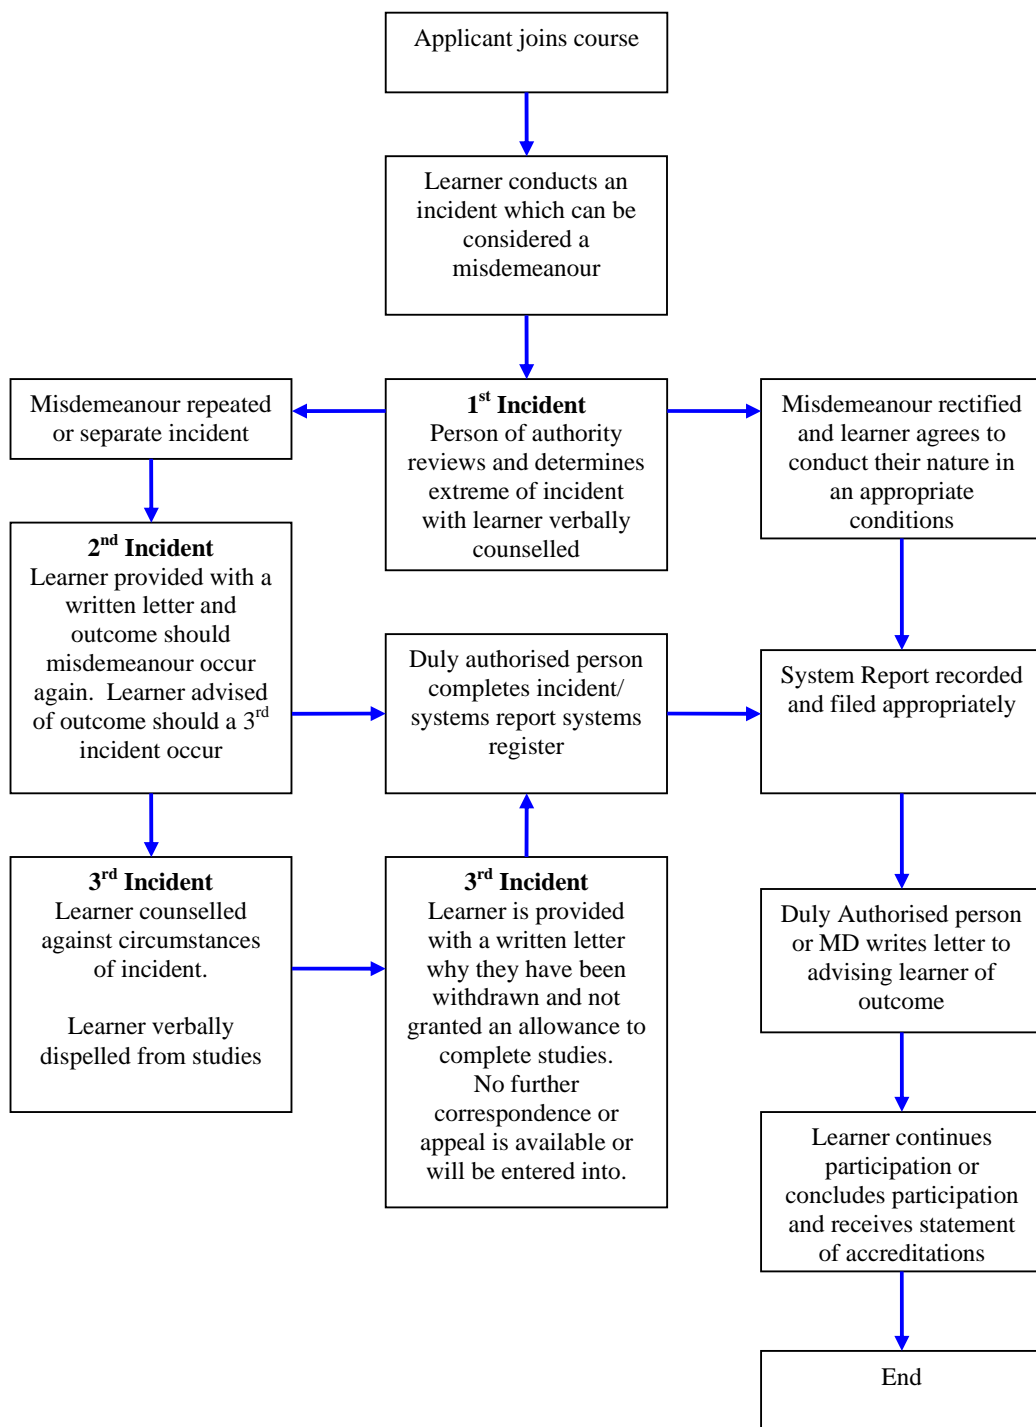 Applicant joins course
Learner conducts an
incident which can be
considered a
misdemeanour
Misdemeanour repeated
or separate incident
1st Incident
Person of authority
reviews and determines
extreme of incident
with learner verbally
counselled
Misdemeanour rectified
and learner agrees to
conduct their nature in
an appropriate
conditions
2nd Incident
Learner provided with a
written letter and
outcome should
misdemeanour occur
again.  Learner advised
of outcome should a 3rd
incident occur
Duly authorised person
completes incident/
systems report systems
register
System Report recorded
and filed appropriately
3rd Incident
Learner counselled
against circumstances
of incident.
Learner verbally
dispelled from studies
3rd Incident
Learner is provided
with a written letter
why they have been
withdrawn and not
granted an allowance to
complete studies.
No further
correspondence or
appeal is available or
will be entered into.
Duly Authorised person
or MD writes letter to
advising learner of
outcome
Learner continues
participation or
concludes participation
and receives statement
of accreditations
End